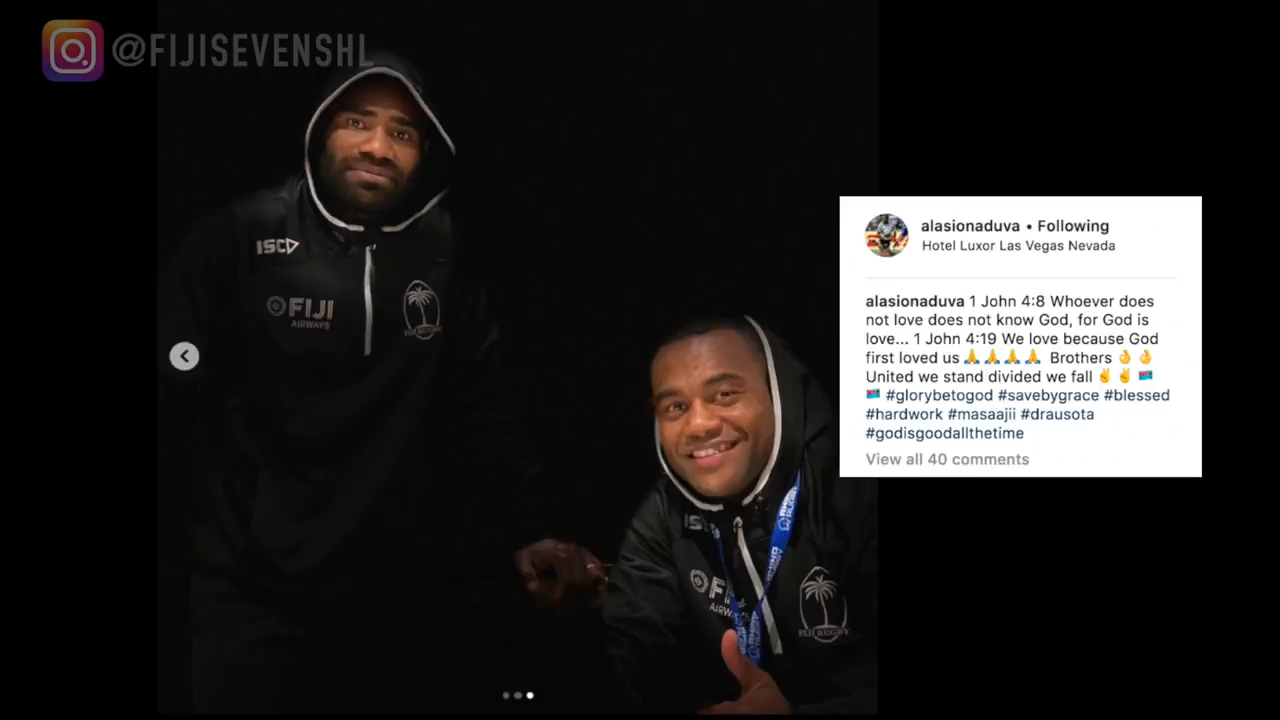 @FIJISEVENSHL
ISC
FIJI
AIRWAYS
FIJI RUGBY
alasionaduva • Following
Hotel Luxor Las Vegas Nevada
alasionaduva 1 John 4:8 Whoever does
not love does not know God, for God is
love... 1 John 4:19 We love because God
first loved us 🙏 🙏 🙏 🙏 Brothers 👌 👌
United we stand divided we fall ✌ ✌ 🇫🇯
🇫🇯 #glorybetogod #savebygrace #blessed
#hardwork #masaajii #drausota
#godisgoodallthetime
View all 40 comments
RUGBY
FIJI RUGBY